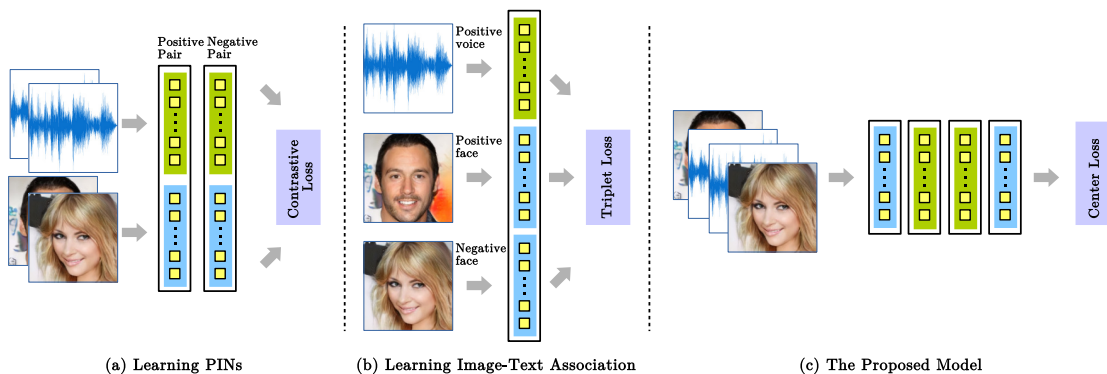 Positive
Pair
Negative
Pair
Contrastive
Loss
(a) Learning PINs
Positive
voice
Positive
face
Negative
face
Triplet Loss
(b) Learning Image-Text Association
Center Loss
(c) The Proposed Model